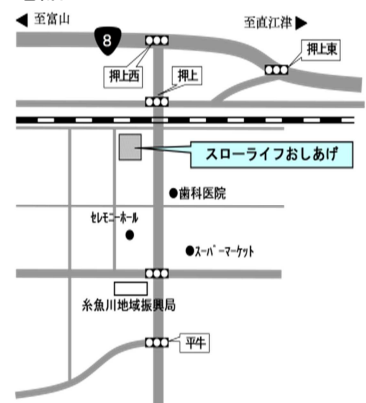 至富山
至直江津
8
押上西
押上
押上東
スローライフおしあげ
歯科医院
セレモニーホール
スーパーマーケット
糸魚川地域振興局
平牛